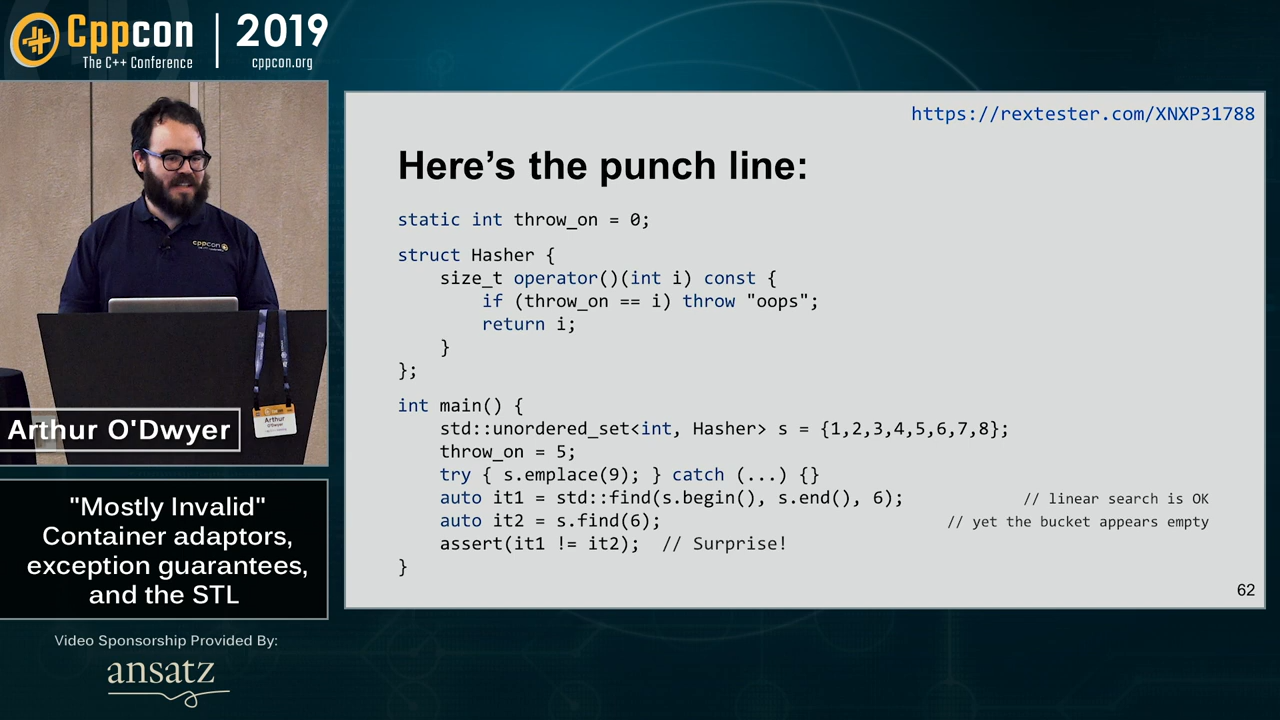 Cppcon | 2019
The C++ Conference
cppcon.org
https://rextester.com/XNXP31788
Here's the punch line:
static int throw_on = 0;
struct Hasher {
    size_t operator()(int i) const {
        if (throw_on == i) throw "oops";
        return i;
    }
};
int main() {
    std::unordered_set<int, Hasher> s = {1,2,3,4,5,6,7,8};
    throw_on = 5;
    try { s.emplace(9); } catch (...) {}
    auto it1 = std::find(s.begin(), s.end(), 6); // linear search is OK
    auto it2 = s.find(6); // yet the bucket appears empty
    assert(it1 != it2);  // Surprise!
}
62
cppcon
Arthur
O'Dwyer
Arthur O'Dwyer
"Mostly Invalid"
Container adaptors,
exception guarantees,
and the STL
Video Sponsorship Provided By:
ansatz